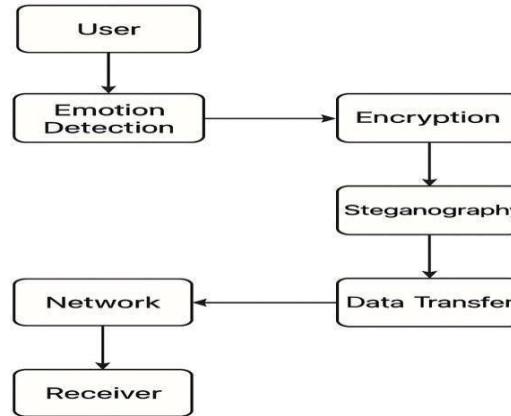 User
Emotion
Detection
Encryption
Steganography
Data Transfer
Network
Receiver